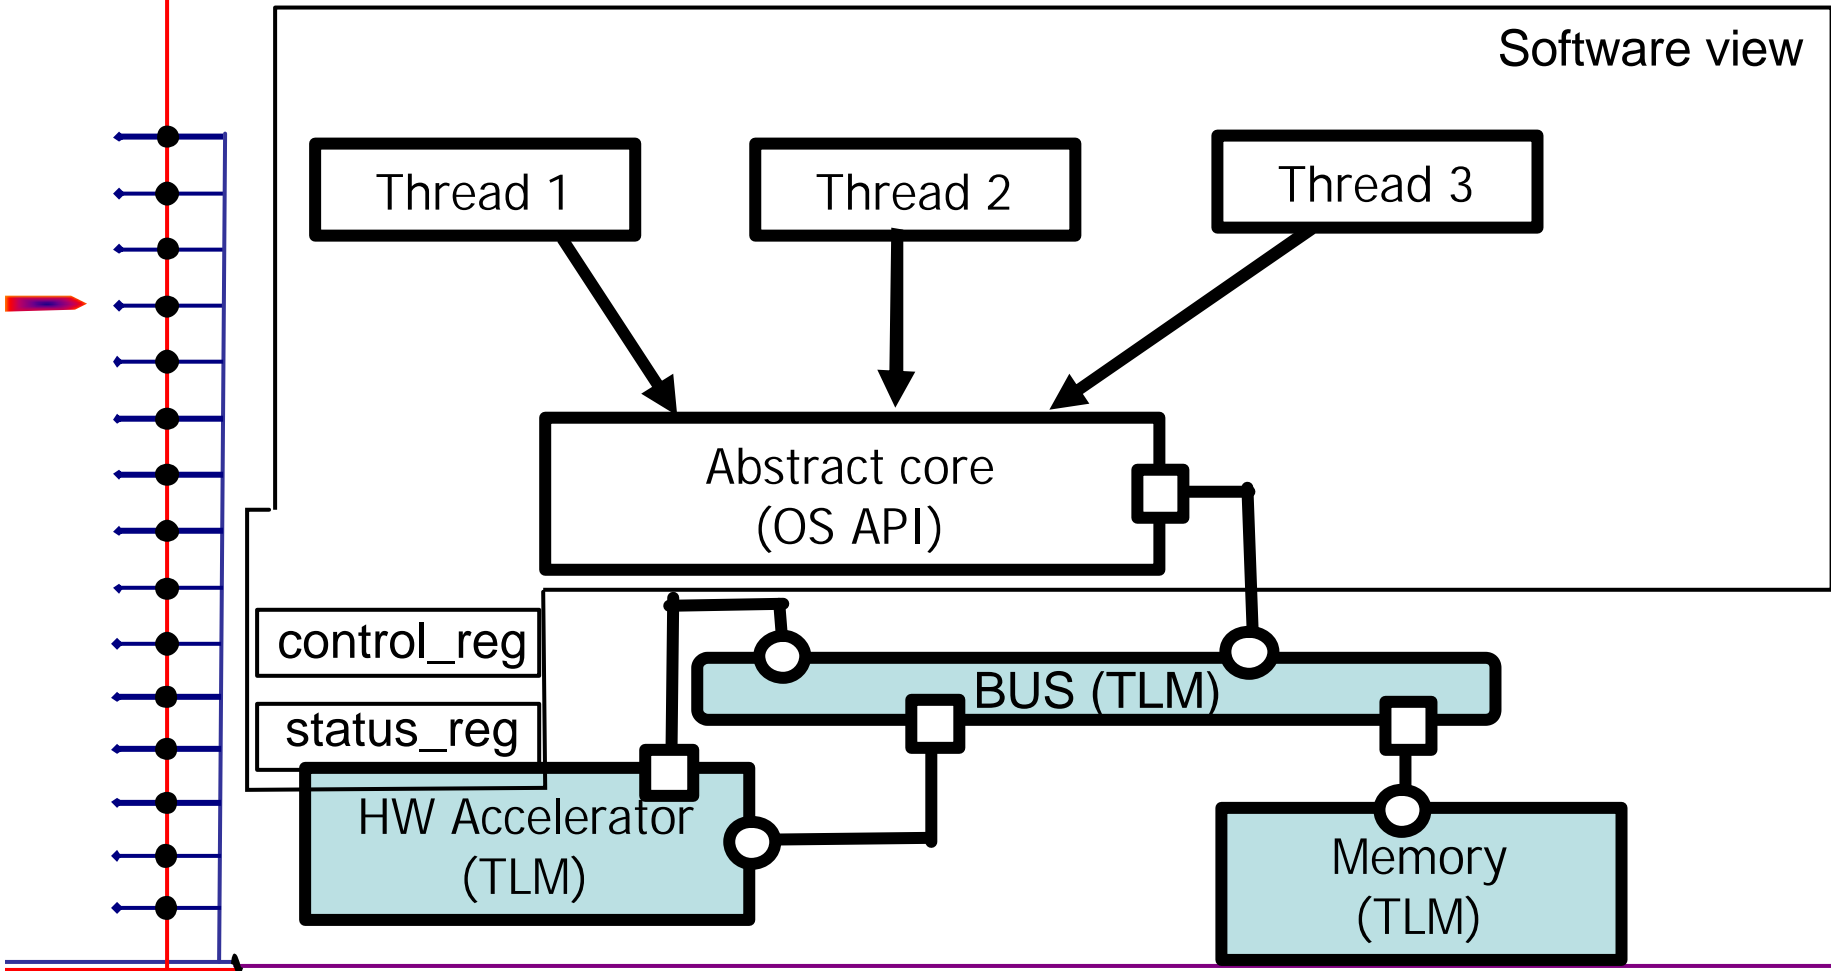 Software view
Thread 1
Thread 2
Thread 3
Abstract core
(OS API)
control_reg
status_reg
BUS (TLM)
HW Accelerator
(TLM)
Memory
(TLM)